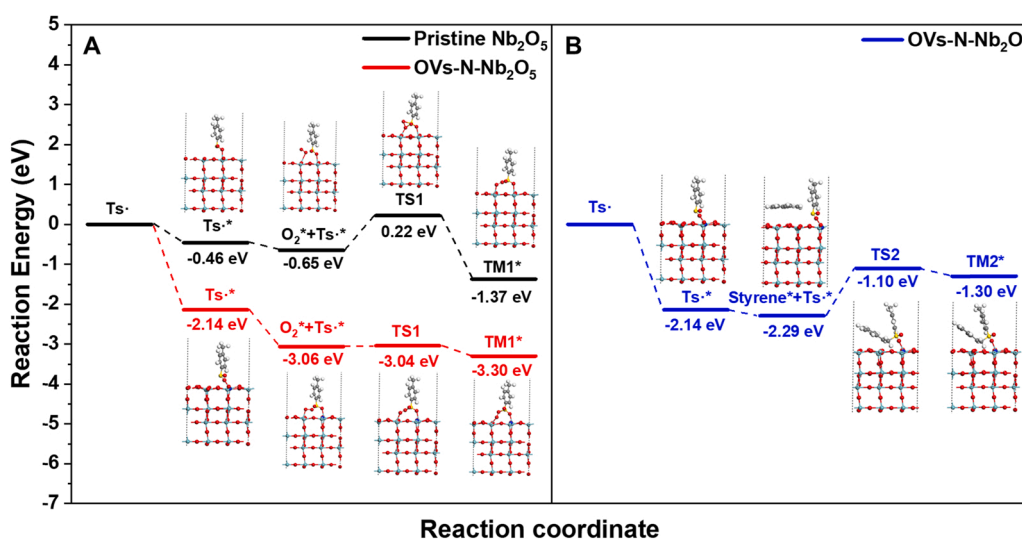 Reaction Energy (eV)
5
4
3
2
1
0
-1
-2
-3
-4
-5
-6
-7
A
Pristine Nb₂O₅
OVs-N-Nb₂O₅
Ts·
Ts·*
-0.46 eV
O₂*+Ts·*
-0.65 eV
TS1
0.22 eV
TM1*
-1.37 eV
Ts·*
-2.14 eV
O₂*+Ts·*
-3.06 eV
TS1
-3.04 eV
TM1*
-3.30 eV
B
OVs-N-Nb₂O
Ts·
Ts·*
-2.14 eV
Styrene*+Ts·*
-2.29 eV
TS2
-1.10 eV
TM2*
-1.30 eV
Reaction coordinate